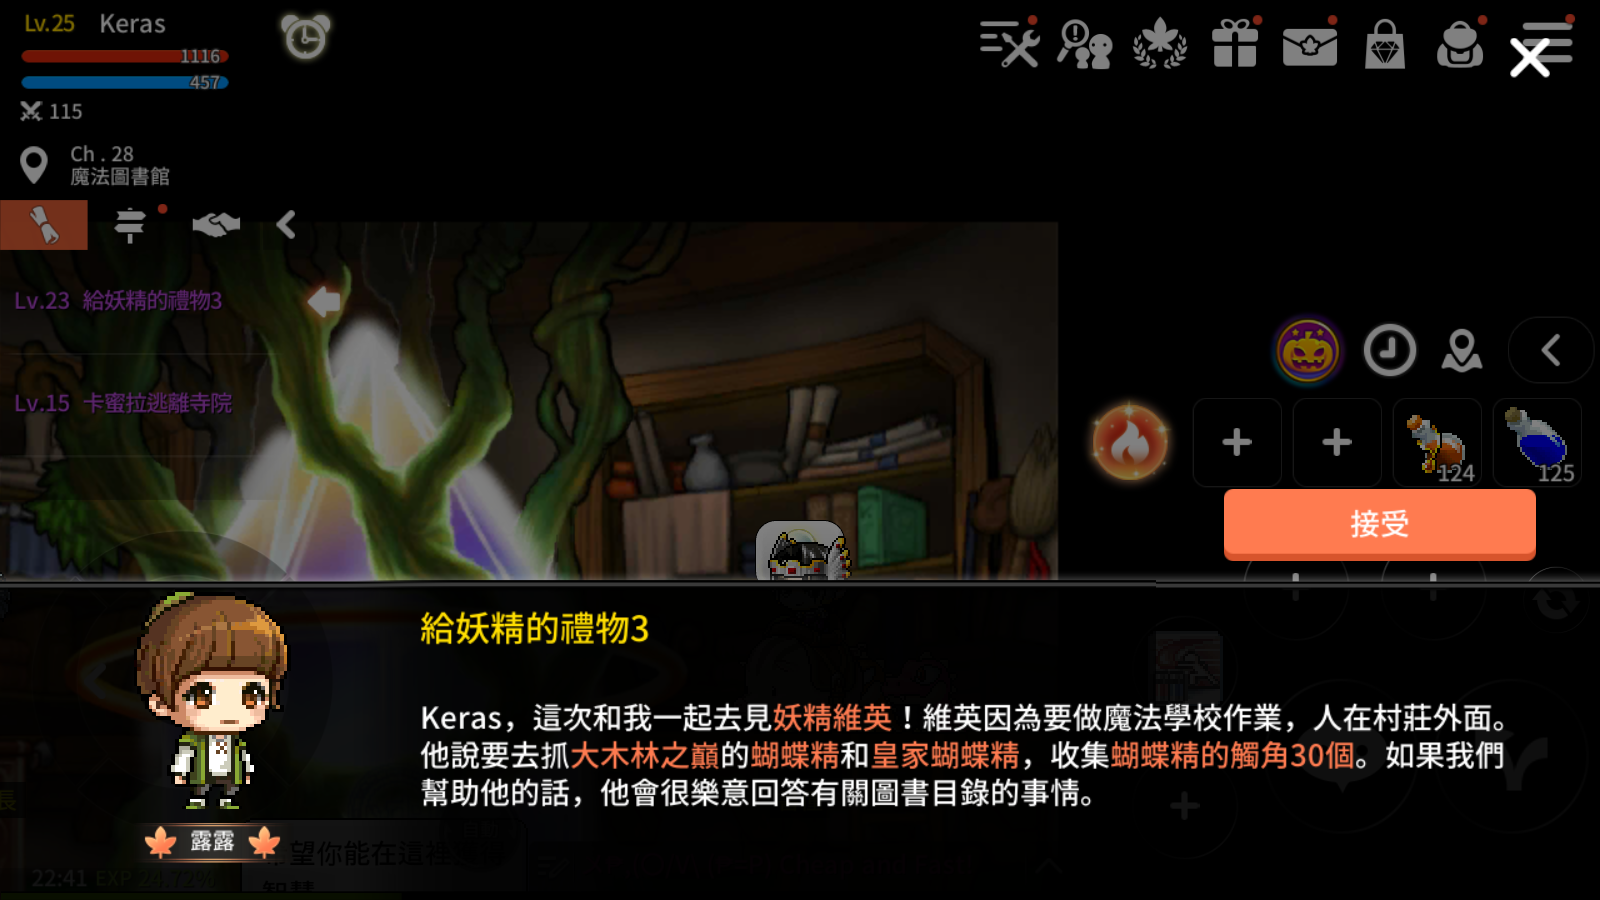 Lv.25 Keras
1116
457
115
Ch . 28
魔法圖書館
Lv.23 給妖精的禮物3
Lv.15 卡蜜拉逃離寺院
124
125
接受
給妖精的禮物3
Keras，這次和我一起去見妖精維英！維英因為要做魔法學校作業，人在村莊外面。
他說要去抓大木林之巔的蝴蝶精和皇家蝴蝶精，收集蝴蝶精的觸角30個。如果我們
幫助他的話，他會很樂意回答有關圖書目錄的事情。
露露
望你能在這裡
22:41 EXP 24.72%
智慧